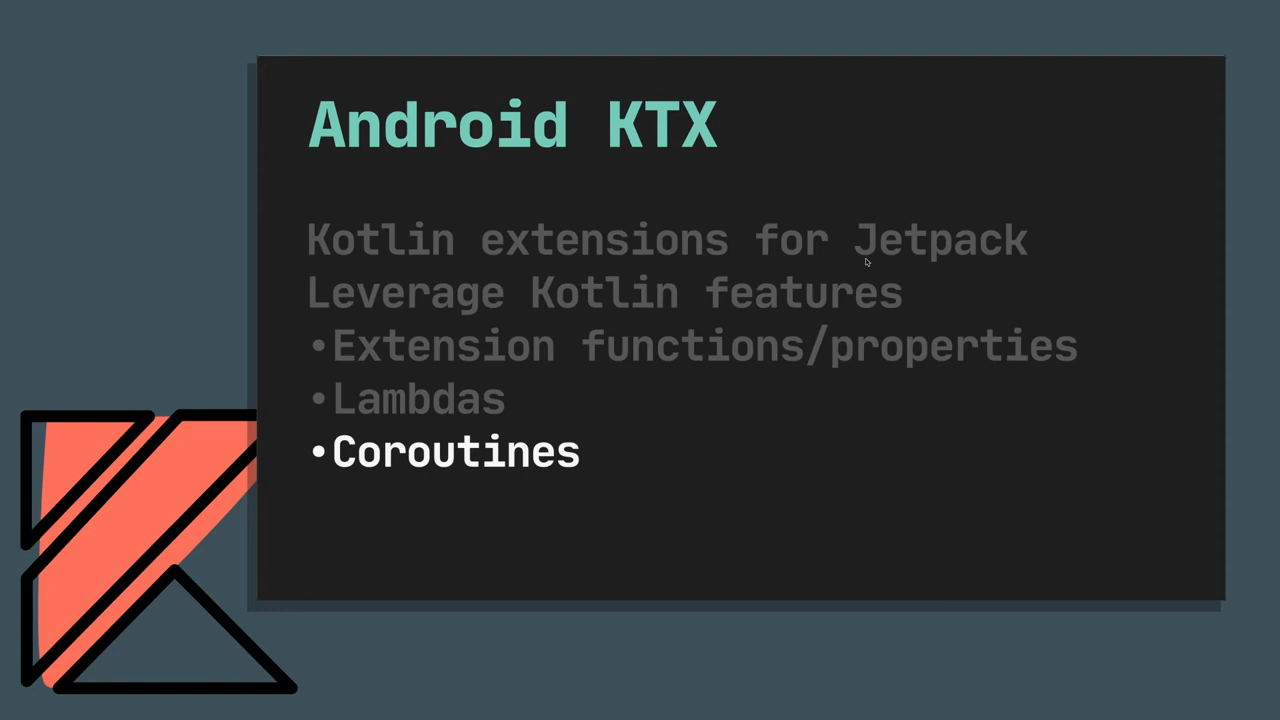 Android KTX
Kotlin extensions for Jetpack
Leverage Kotlin features
•Extension functions/properties
•Lambdas
•Coroutines